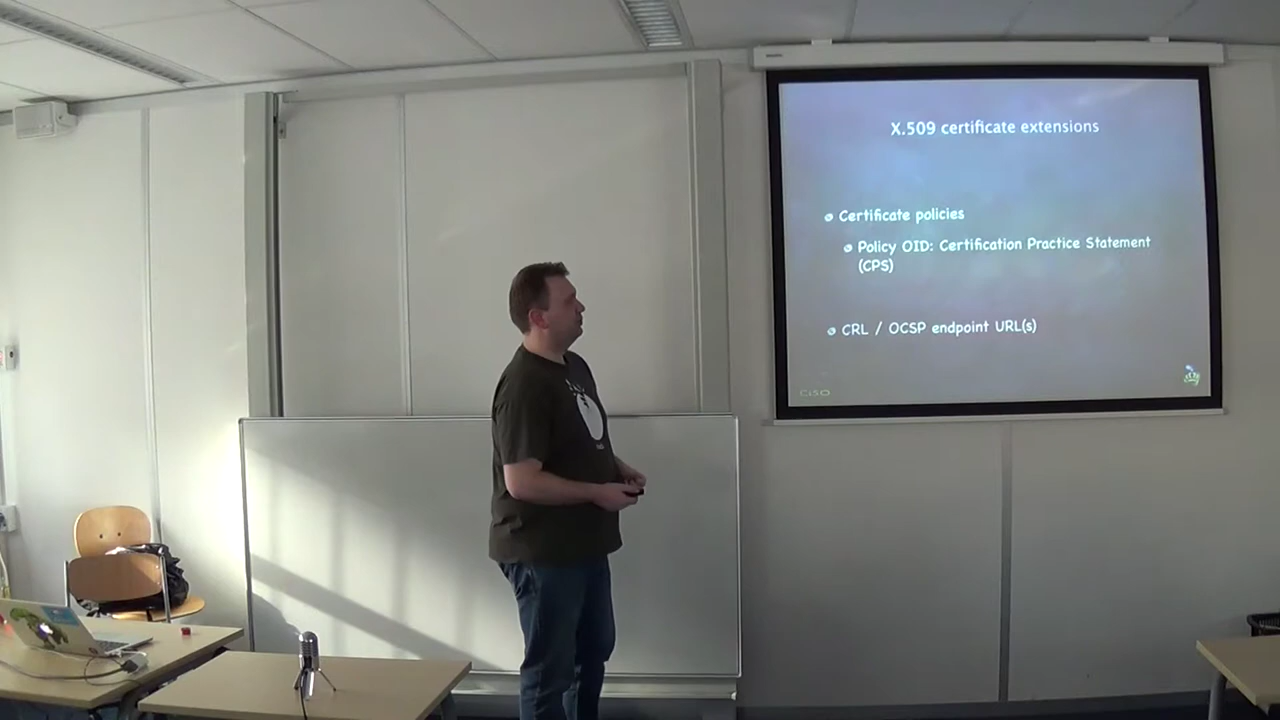 X.509 certificate extensions
Certificate policies
Policy OID: Certification Practice Statement
(CPS)
CRL / OCSP endpoint URL(s)